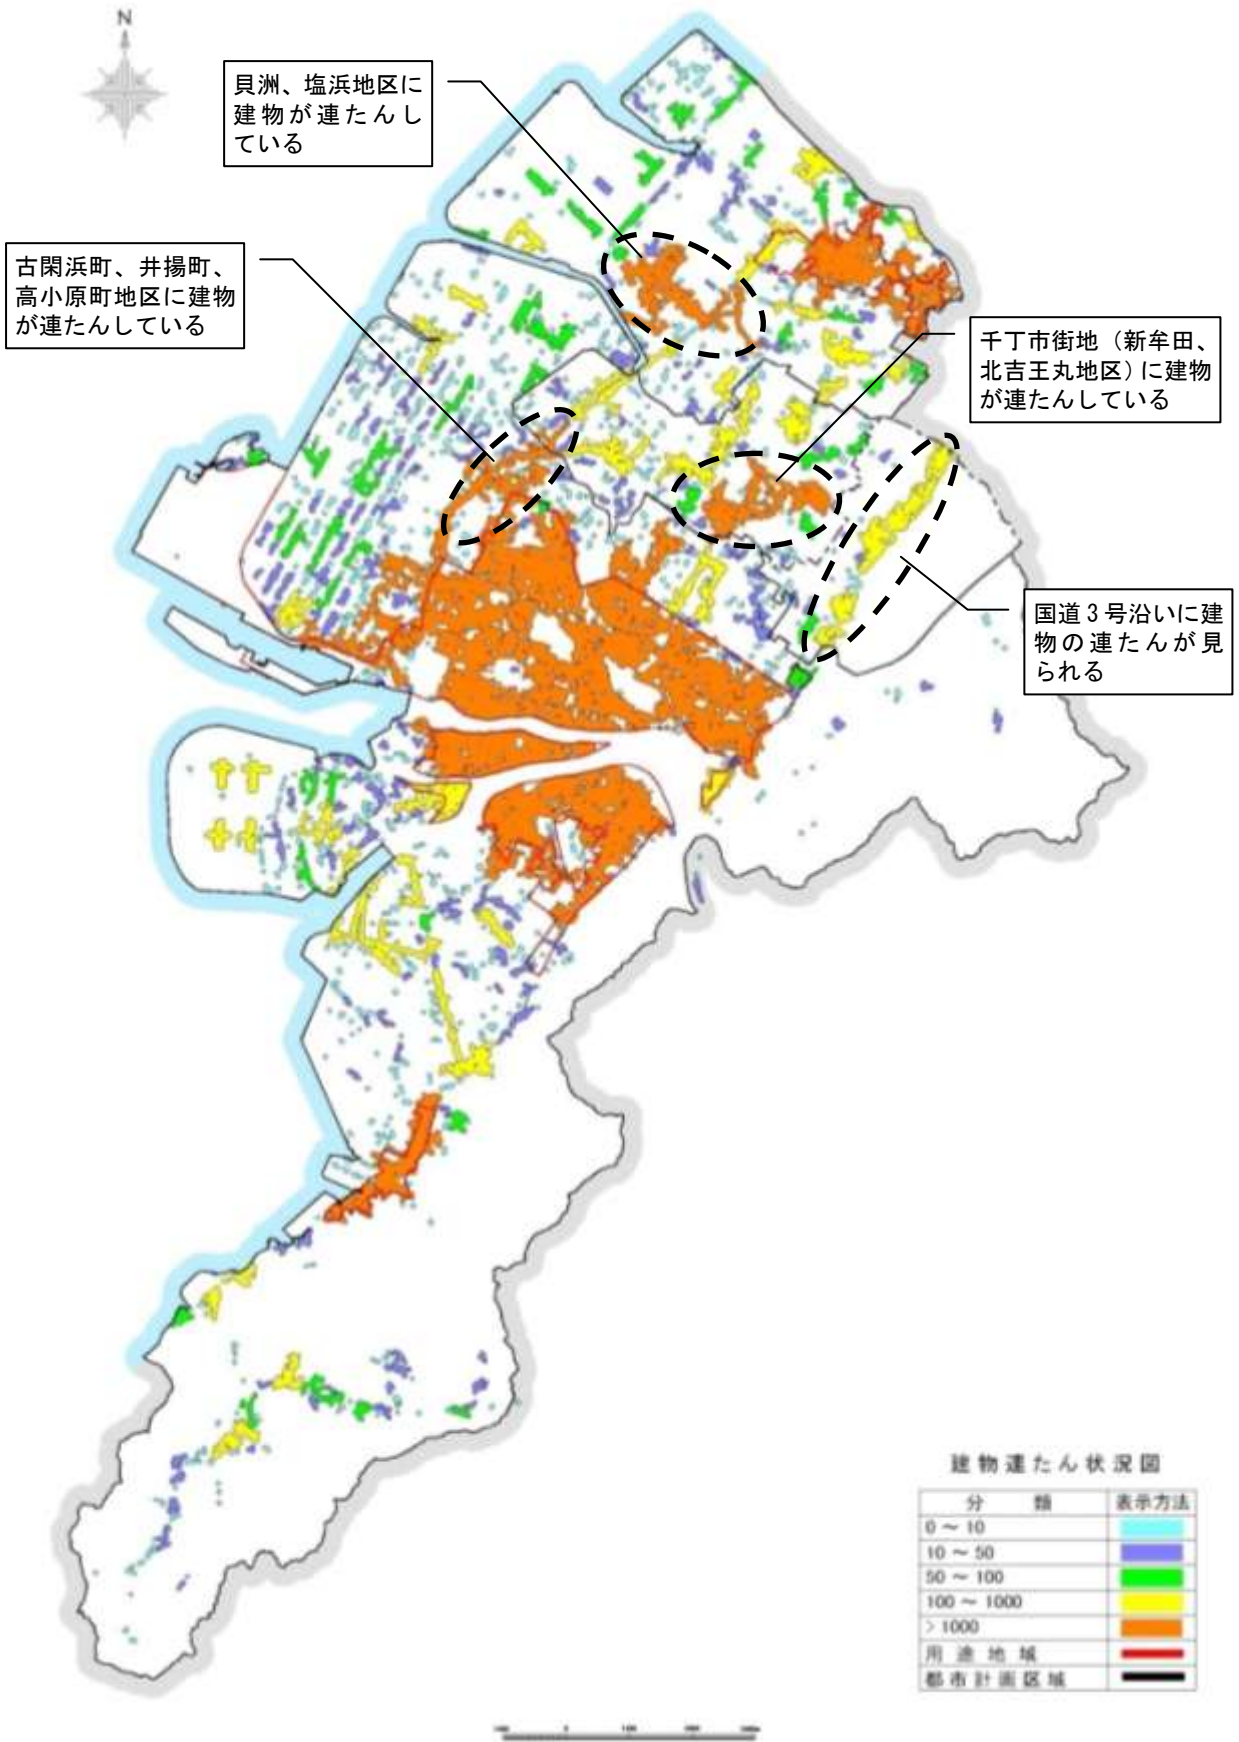 N
貝洲、塩浜地区に
建物が連たんし
ている
古閑浜町、井揚町、
高小原町地区に建物
が連たんしている
千丁市街地（新牟田、
北吉王丸地区）に建物
が連たんしている
国道3号沿いに建
物の連たんが見
られる
建物連たん状況図
分　類　表示方法
0 ～ 10
10 ～ 50
50 ～ 100
100 ～ 1000
> 1000
用途地域
都市計画区域
0